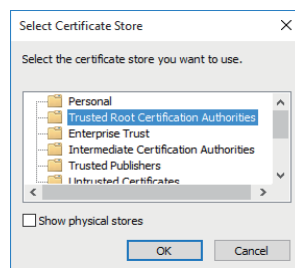 Select Certificate Store
Select the certificate store you want to use.
Personal
Trusted Root Certification Authorities
Enterprise Trust
Intermediate Certification Authorities
Trusted Publishers
Untrusted Certificates
Show physical stores
OK
Cancel